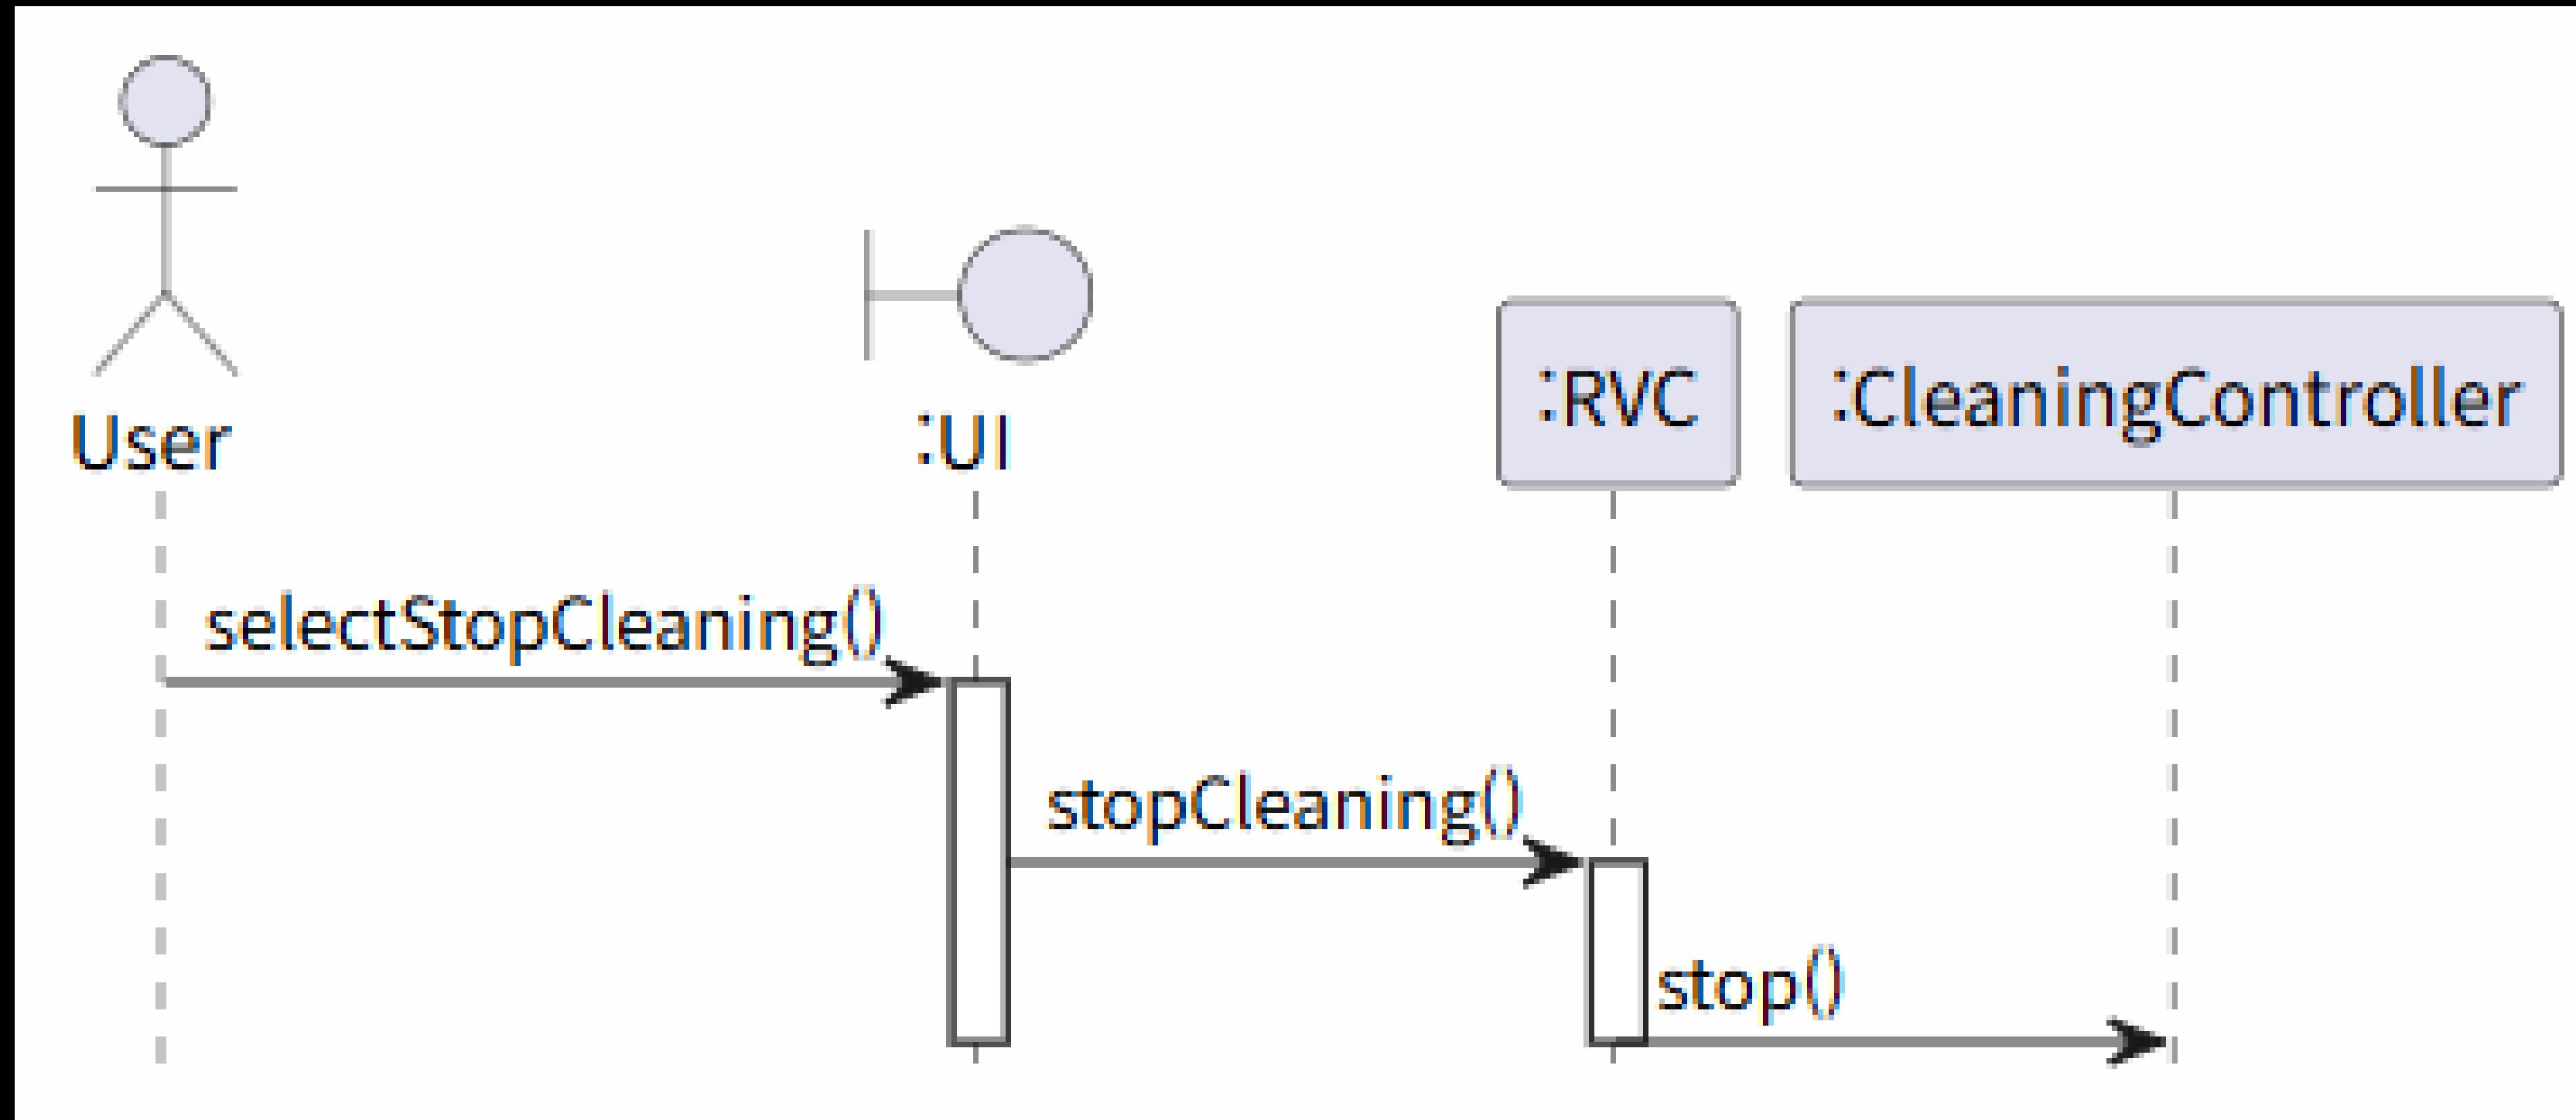 User
:UI
:RVC
:CleaningController
selectStopCleaning()
stopCleaning()
stop()